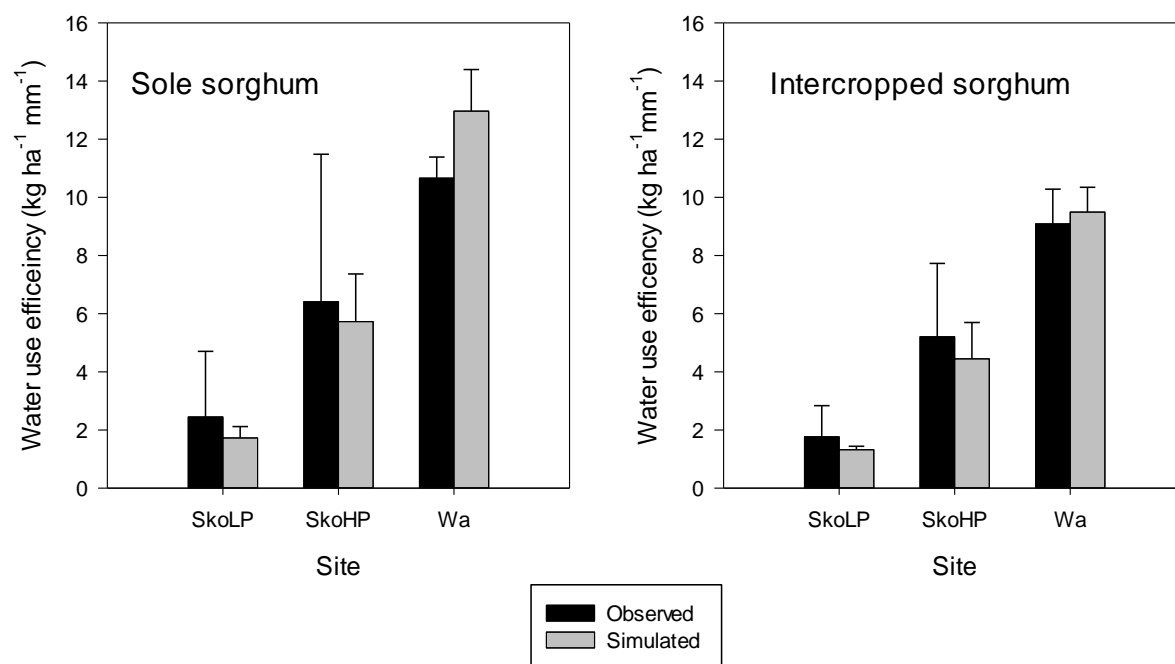 Sole sorghum
Water use efficeincy (kg ha⁻¹ mm⁻¹)
16
14
12
10
8
6
4
2
0
SkoLP SkoHP Wa
Site
Intercropped sorghum
Water use efficency (kg ha⁻¹mm⁻¹)
16
14
12
10
8
6
4
2
0
SkoLP SkoHP Wa
Site
Observed
Simulated